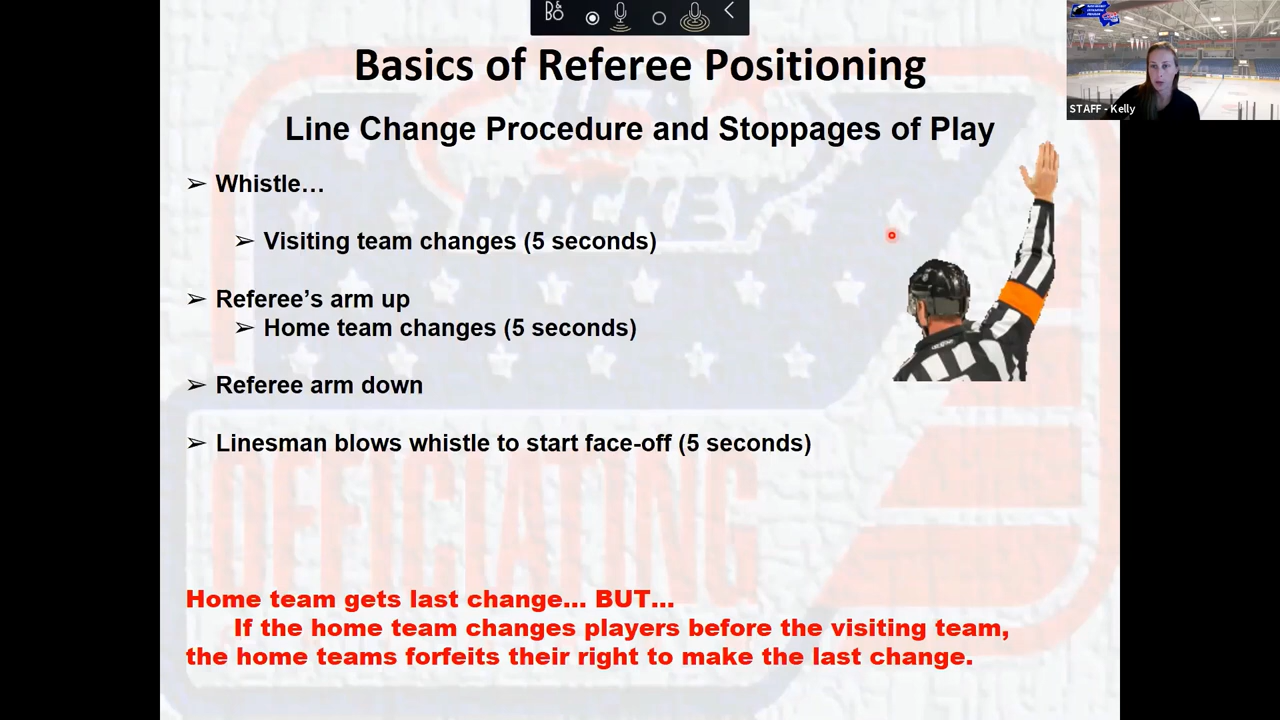 B&O
Basics of Referee Positioning
STAFF - Kelly
Line Change Procedure and Stoppages of Play
➢ Whistle…
➢ Visiting team changes (5 seconds)
➢ Referee’s arm up
➢ Home team changes (5 seconds)
➢ Referee arm down
➢ Linesman blows whistle to start face-off (5 seconds)
HOCKEY
OFFICIATING
Home team gets last change… BUT…
If the home team changes players before the visiting team,
the home teams forfeits their right to make the last change.